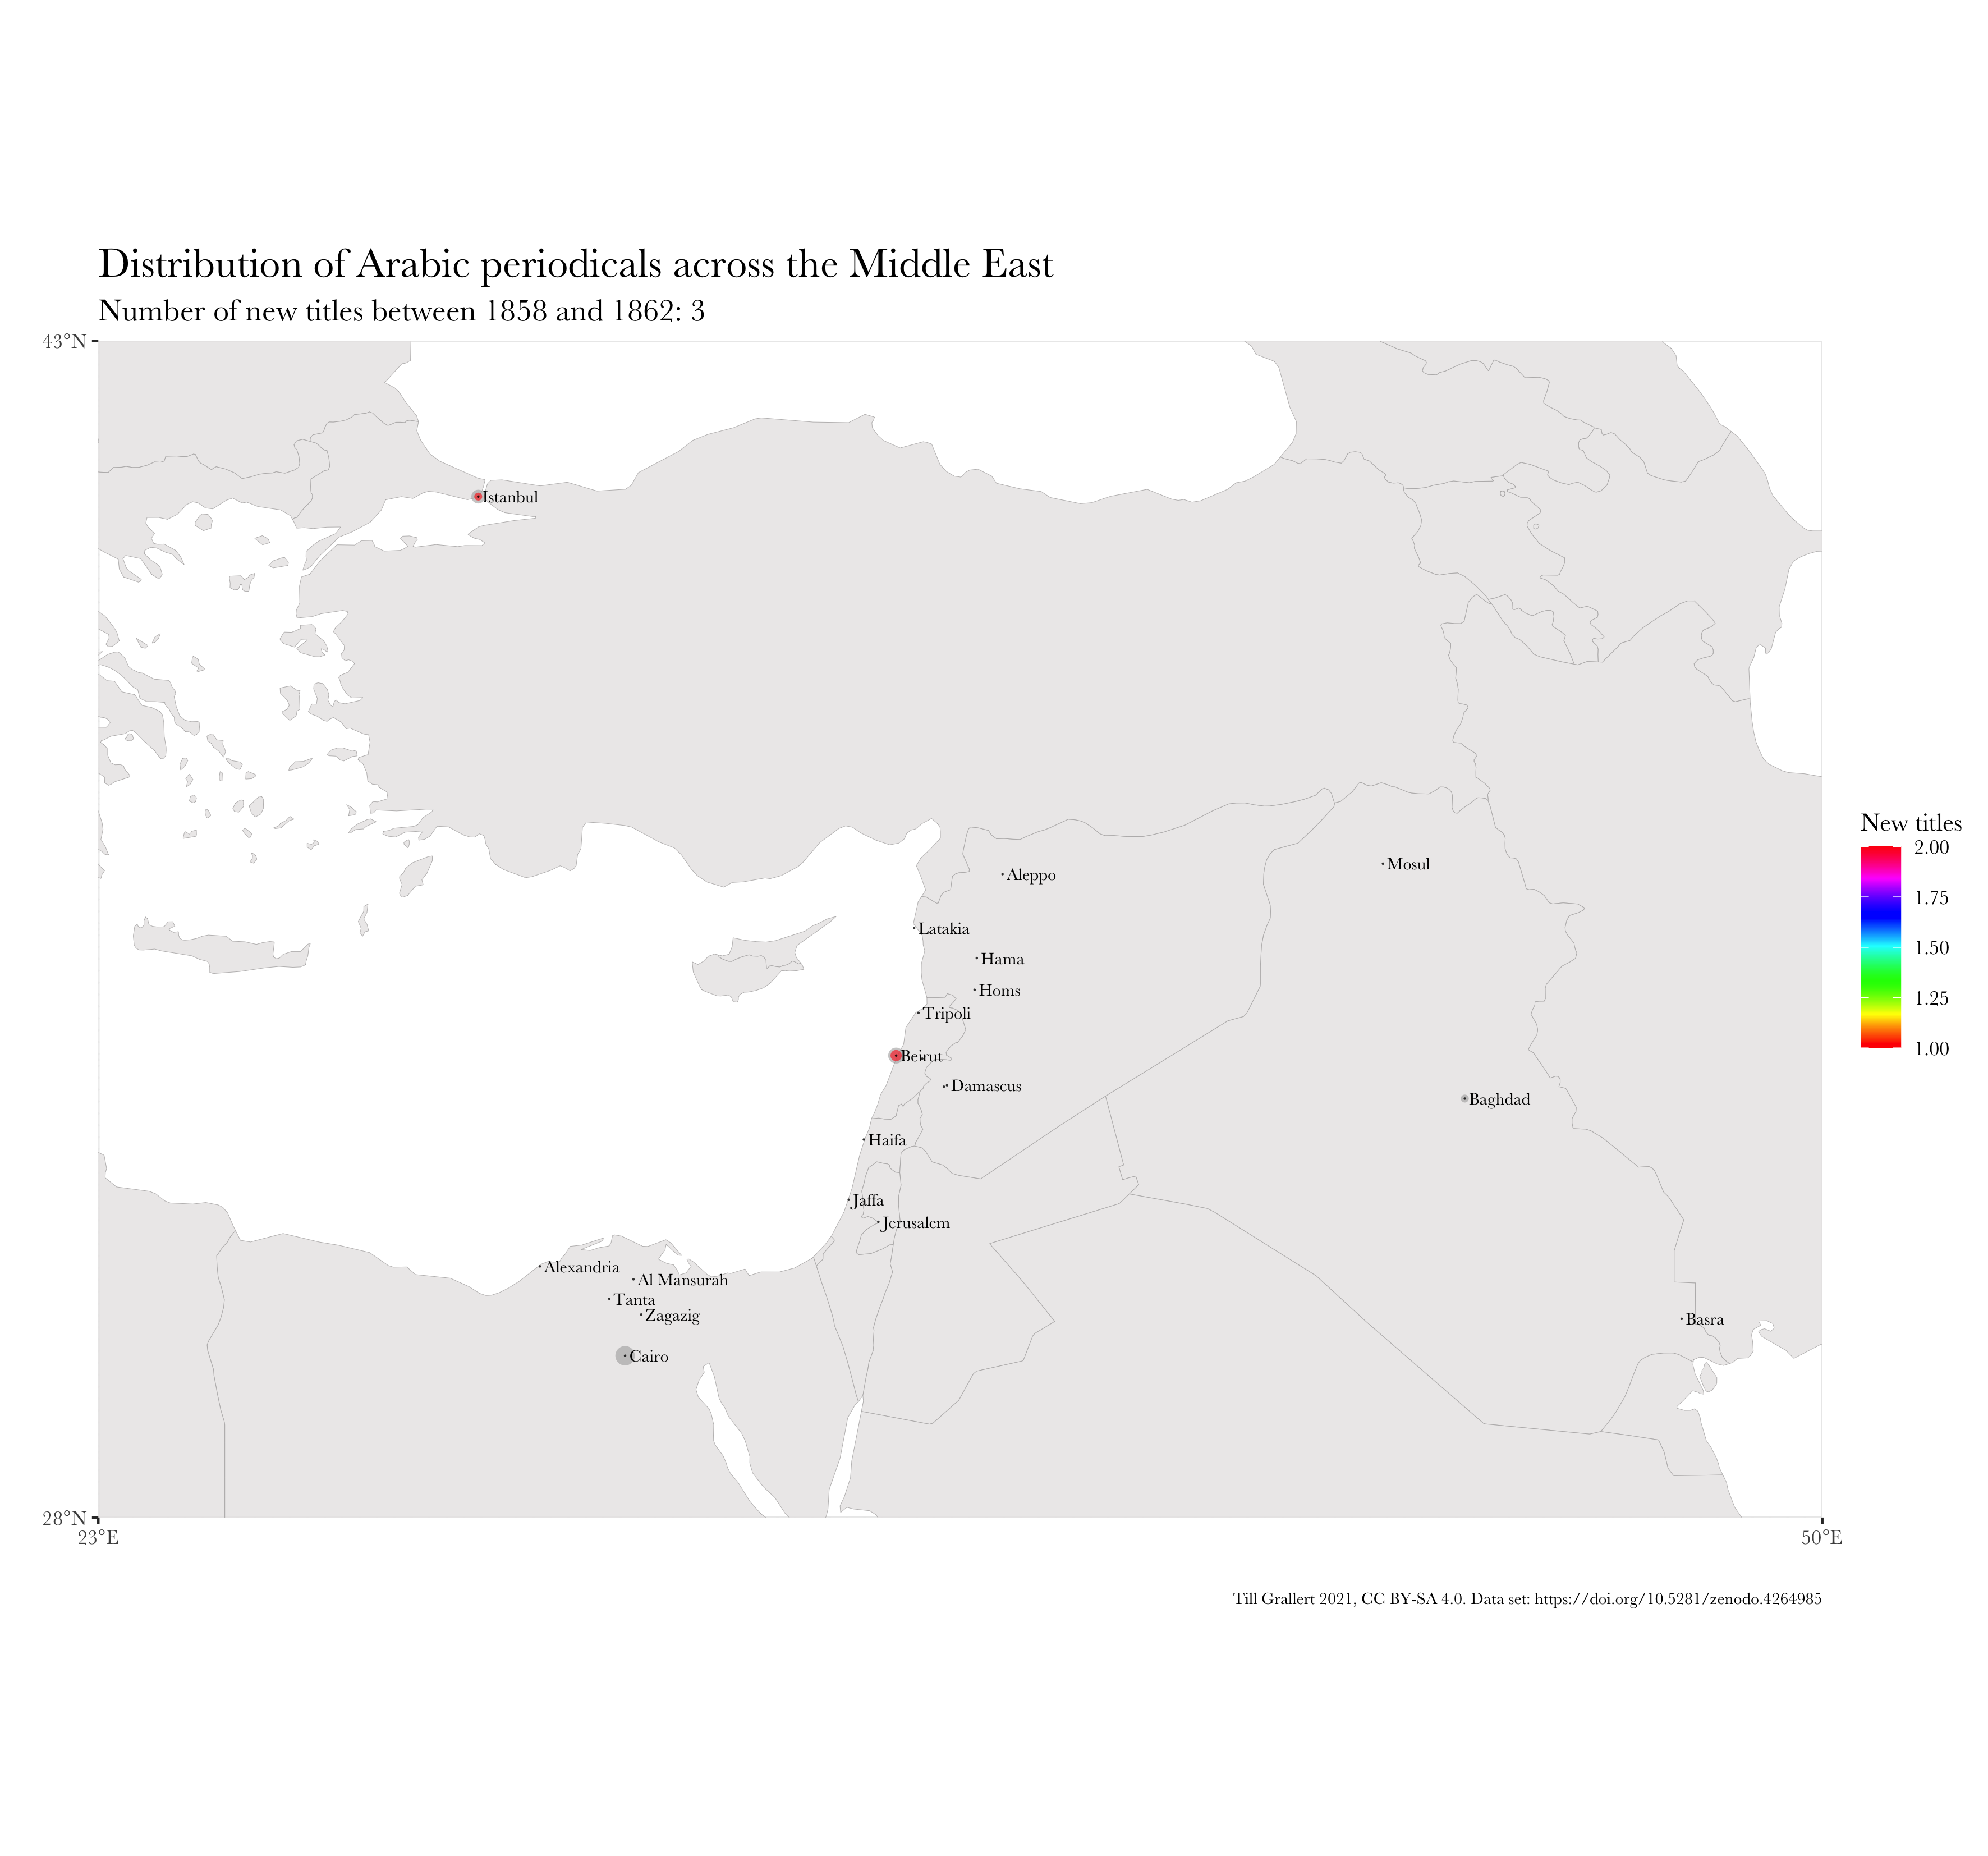 Distribution of Arabic periodicals across the Middle East
Number of new titles between 1858 and 1862: 3
43°N
Istanbul
New titles
2.00
1.75
1.50
1.25
1.00
Mosul
Aleppo
Latakia
Hama
Homs
Tripoli
Beirut
Damascus
Baghdad
Haifa
Jaffa
Jerusalem
Alexandria
Al Mansurah
Tanta
Zagazig
Basra
Cairo
28°N
23°E
50°E
Till Grallert 2021, CC BY-SA 4.0. Data set: https://doi.org/10.5281/zenodo.4264985